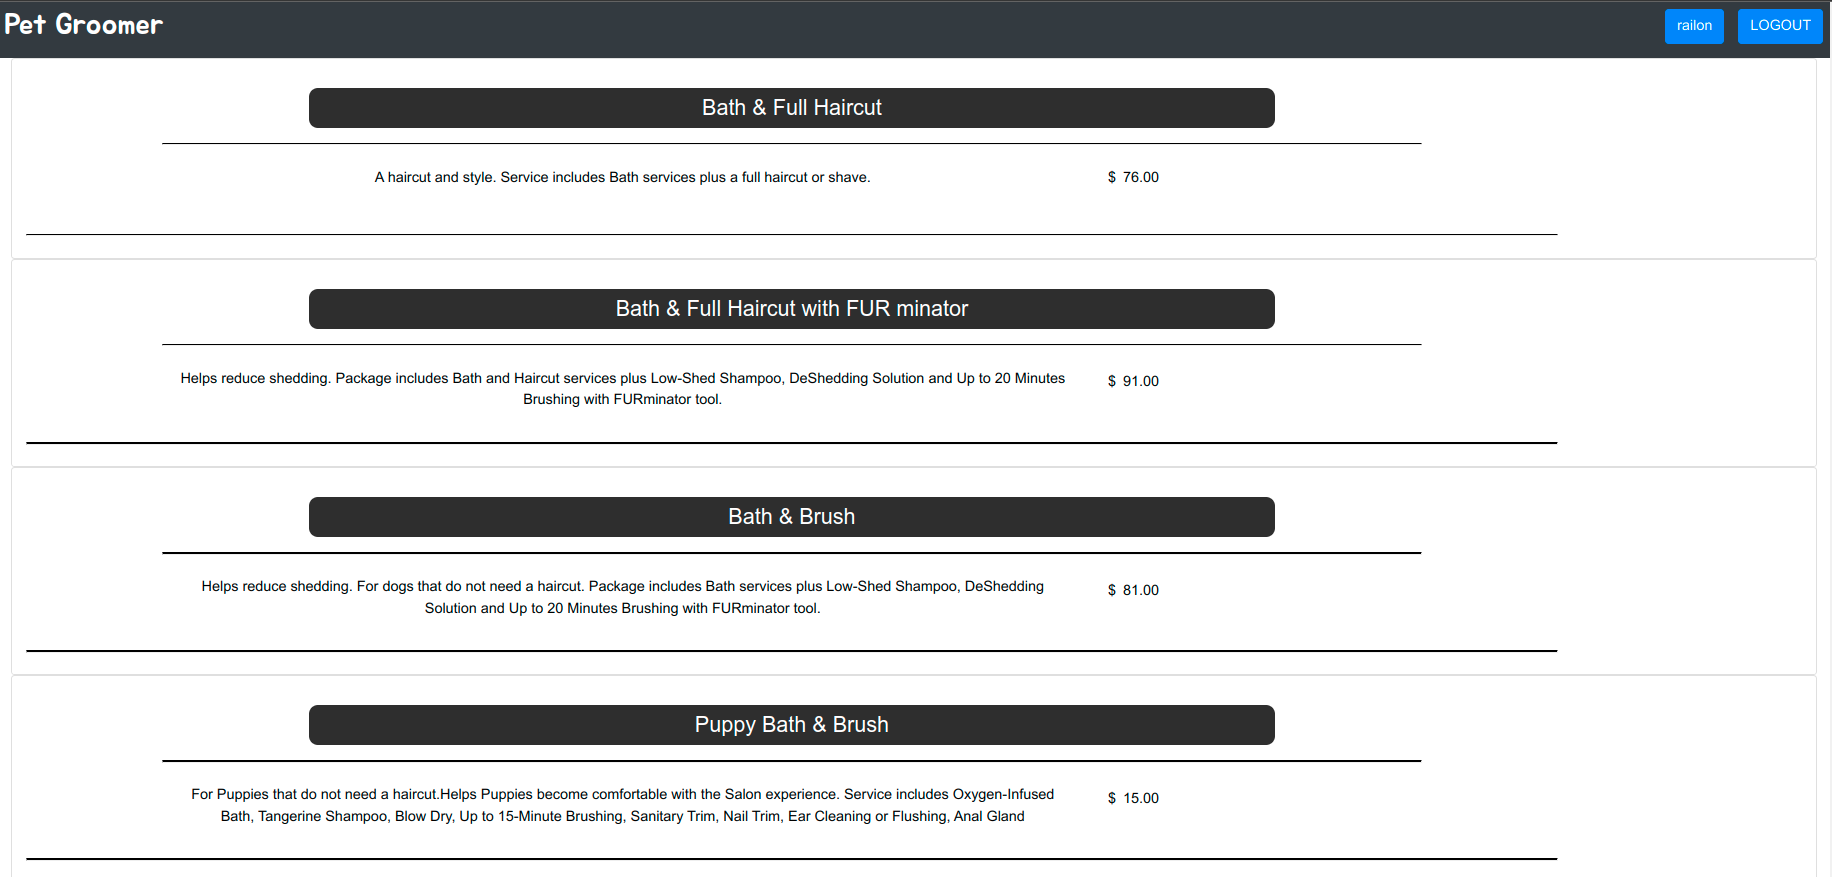 Pet Groomer
railon
LOGOUT
Bath & Full Haircut
A haircut and style. Service includes Bath services plus a full haircut or shave.
$ 76.00
Bath & Full Haircut with FUR minator
Helps reduce shedding. Package includes Bath and Haircut services plus Low-Shed Shampoo, DeShedding Solution and Up to 20 Minutes
Brushing with FURminator tool.
$ 91.00
Bath & Brush
Helps reduce shedding. For dogs that do not need a haircut. Package includes Bath services plus Low-Shed Shampoo, DeShedding
Solution and Up to 20 Minutes Brushing with FURminator tool.
$ 81.00
Puppy Bath & Brush
For Puppies that do not need a haircut.Helps Puppies become comfortable with the Salon experience. Service includes Oxygen-Infused
Bath, Tangerine Shampoo, Blow Dry, Up to 15-Minute Brushing, Sanitary Trim, Nail Trim, Ear Cleaning or Flushing, Anal Gland
$ 15.00